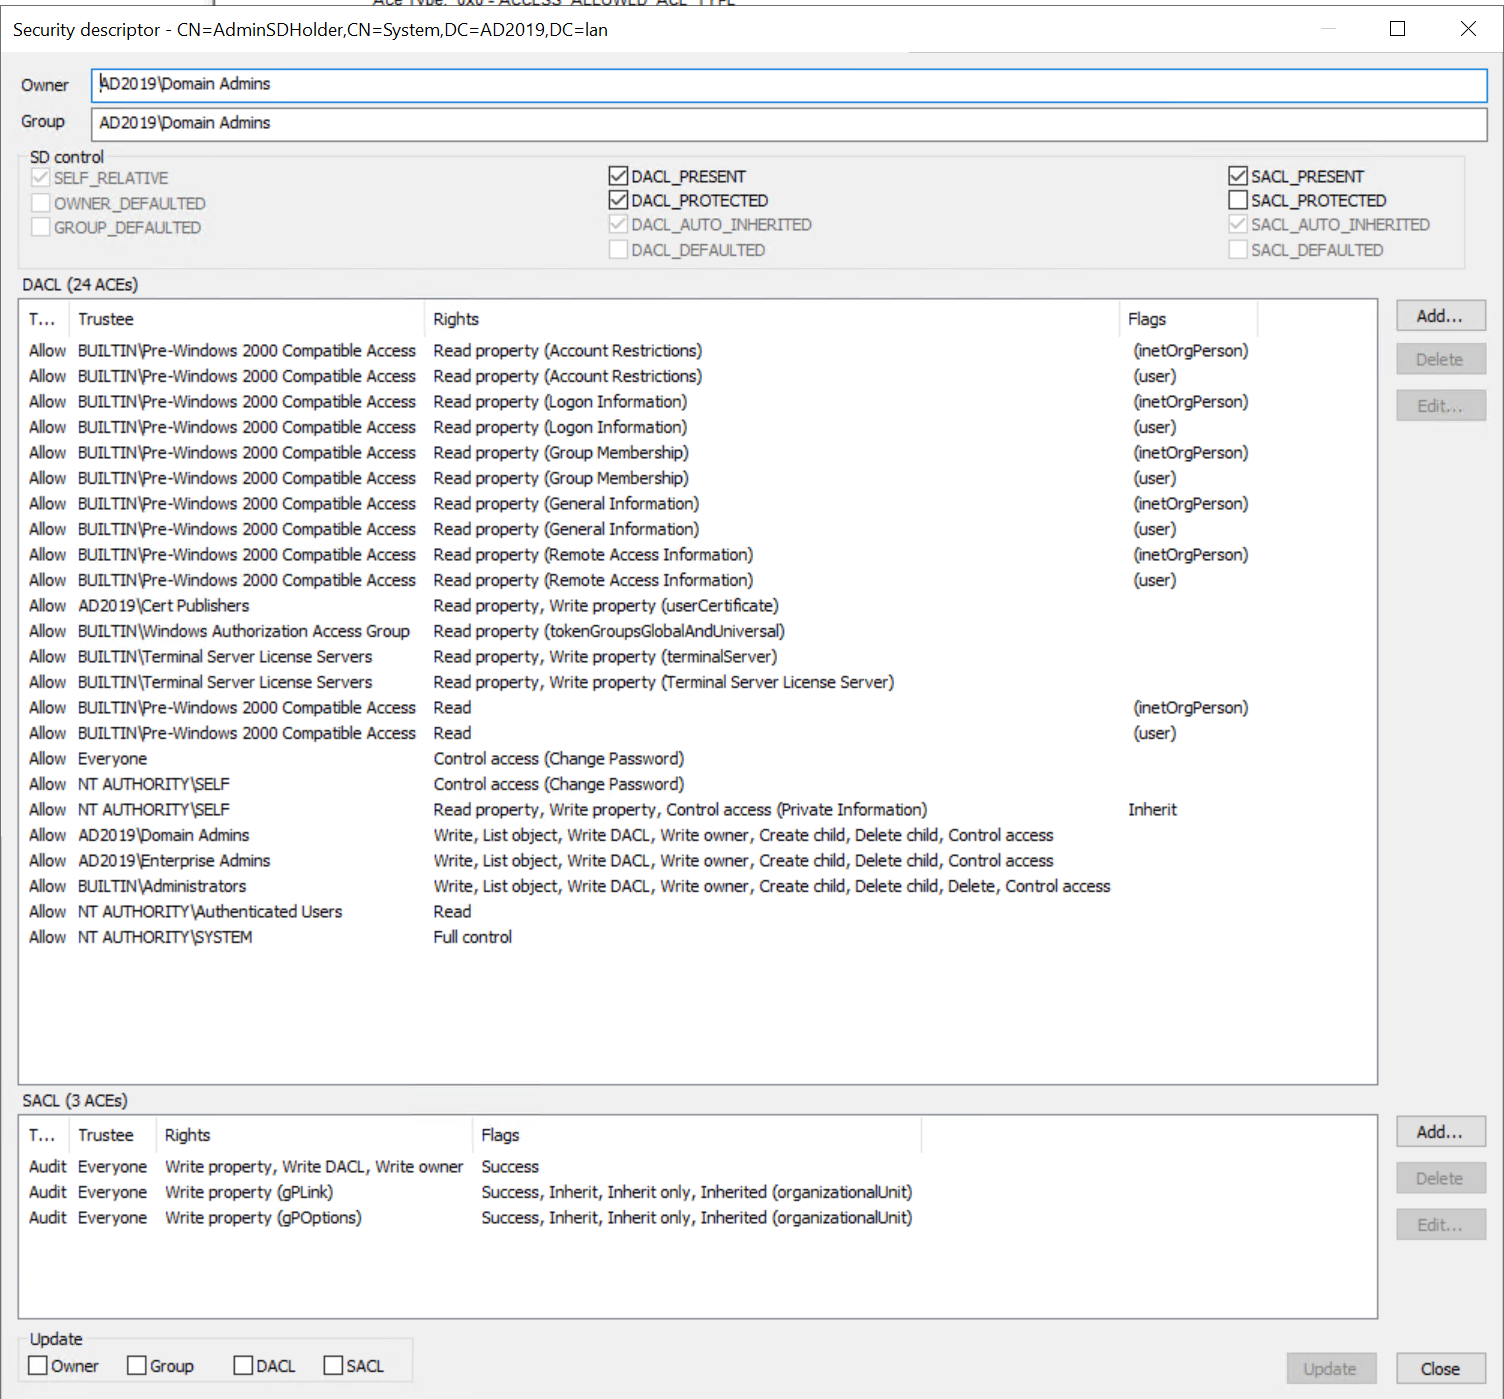 Ace Type: 0x0 - ACCESS_ALLOWED_ACE_TYPE
Security descriptor - CN=AdminSDHolder,CN=System,DC=AD2019,DC=lan
Owner AD2019\Domain Admins
Group AD2019\Domain Admins
SD control
SELF_RELATIVE DACL_PRESENT SACL_PRESENT
OWNER_DEFAULTED DACL_PROTECTED SACL_PROTECTED
GROUP_DEFAULTED DACL_AUTO_INHERITED SACL_AUTO_INHERITED
DACL_DEFAULTED SACL_DEFAULTED
DACL (24 ACEs)
T... Trustee Rights Flags Add...
Allow BUILTIN\Pre-Windows 2000 Compatible Access Read property (Account Restrictions) (inetOrgPerson) Delete
Allow BUILTIN\Pre-Windows 2000 Compatible Access Read property (Account Restrictions) (user)
Allow BUILTIN\Pre-Windows 2000 Compatible Access Read property (Logon Information) (inetOrgPerson) Edit...
Allow BUILTIN\Pre-Windows 2000 Compatible Access Read property (Logon Information) (user)
Allow BUILTIN\Pre-Windows 2000 Compatible Access Read property (Group Membership) (inetOrgPerson)
Allow BUILTIN\Pre-Windows 2000 Compatible Access Read property (Group Membership) (user)
Allow BUILTIN\Pre-Windows 2000 Compatible Access Read property (General Information) (inetOrgPerson)
Allow BUILTIN\Pre-Windows 2000 Compatible Access Read property (General Information) (user)
Allow BUILTIN\Pre-Windows 2000 Compatible Access Read property (Remote Access Information) (inetOrgPerson)
Allow BUILTIN\Pre-Windows 2000 Compatible Access Read property (Remote Access Information) (user)
Allow AD2019\Cert Publishers Read property, Write property (userCertificate)
Allow BUILTIN\Windows Authorization Access Group Read property (tokenGroupsGlobalAndUniversal)
Allow BUILTIN\Terminal Server License Servers Read property, Write property (terminalServer)
Allow BUILTIN\Terminal Server License Servers Read property, Write property (Terminal Server License Server)
Allow BUILTIN\Pre-Windows 2000 Compatible Access Read (inetOrgPerson)
Allow BUILTIN\Pre-Windows 2000 Compatible Access Read (user)
Allow Everyone Control access (Change Password)
Allow NT AUTHORITY\SELF Control access (Change Password)
Allow NT AUTHORITY\SELF Read property, Write property, Control access (Private Information) Inherit
Allow AD2019\Domain Admins Write, List object, Write DACL, Write owner, Create child, Delete child, Control access
Allow AD2019\Enterprise Admins Write, List object, Write DACL, Write owner, Create child, Delete child, Control access
Allow BUILTIN\Administrators Write, List object, Write DACL, Write owner, Create child, Delete child, Delete, Control access
Allow NT AUTHORITY\Authenticated Users Read
Allow NT AUTHORITY\SYSTEM Full control
SACL (3 ACEs)
T... Trustee Rights Flags Add...
Audit Everyone Write property, Write DACL, Write owner Success
Audit Everyone Write property (gPLink) Success, Inherit, Inherit only, Inherited (organizationalUnit) Delete
Audit Everyone Write property (gPOptions) Success, Inherit, Inherit only, Inherited (organizationalUnit) Edit...
Update
Owner Group DACL SACL Update Close